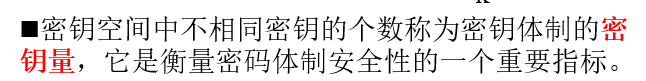 ■密钥空间中不相同密钥的个数称为密钥体制的密
钥量，它是衡量密码体制安全性的一个重要指标。